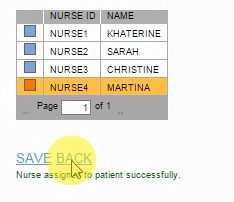 NURSE ID NAME
NURSE1 KHATERINE
NURSE2 SARAH
NURSE3 CHRISTINE
NURSE4 MARTINA
.. Page 1 of 1 ..
SAVE BACK
Nurse assigned to patient successfully.